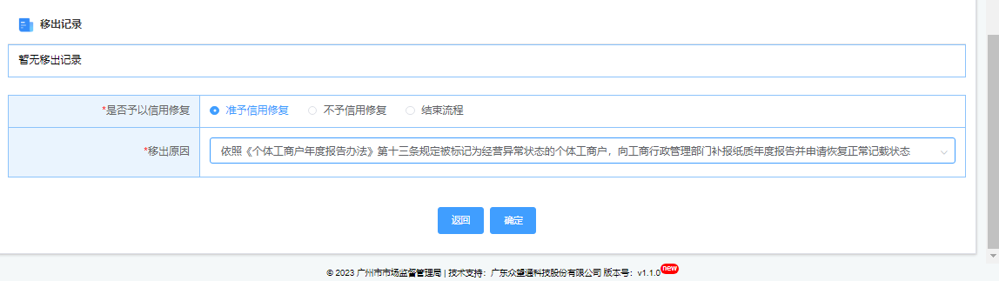 移出记录
暂无移出记录
*是否予以信用修复 准予信用修复 不予信用修复 结束流程
*移出原因 依照《个体工商户年度报告办法》第十三条规定被标记为经营异常状态的个体工商户，向工商行政管理部门补报纸质年度报告并申请恢复正常记载状态
返回 确定
© 2023 广州市市场监督管理局 | 技术支持：广东众望通科技股份有限公司 版本号：v1.1.0 new